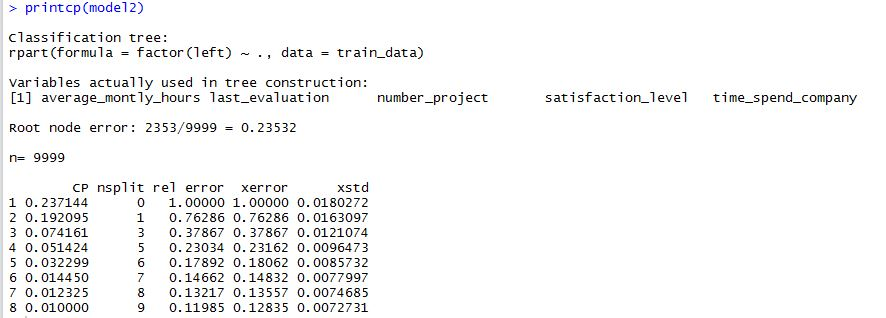 > printcp(model2)
Classification tree:
rpart(formula = factor(left) ~ ., data = train_data)
Variables actually used in tree construction:
[1] average_montly_hours last_evaluation      number_project       satisfaction_level   time_spend_company
Root node error: 2353/9999 = 0.23532
n= 9999
CP nsplit rel error  xerror      xstd
1 0.237144      0   1.00000 1.00000 0.0180272
2 0.192095      1   0.76286 0.76286 0.0163097
3 0.074161      3   0.37867 0.37867 0.0121074
4 0.051424      5   0.23034 0.23162 0.0096473
5 0.032299      6   0.17892 0.18062 0.0085732
6 0.014450      7   0.14662 0.14832 0.0077997
7 0.012325      8   0.13217 0.13557 0.0074685
8 0.010000      9   0.11985 0.12835 0.0072731